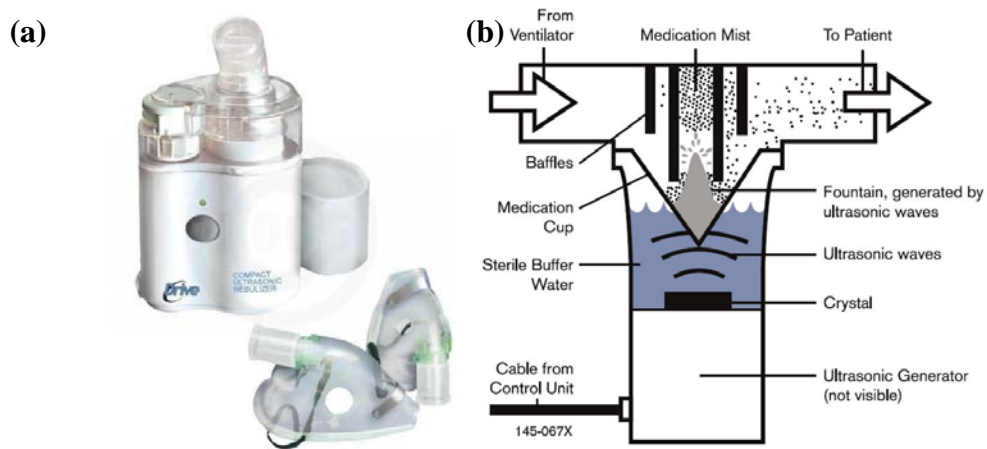 (a)
drive
COMPACT
ULTRASONIC
NEBULIZER
(b)
From
Ventilator
Medication Mist
To Patient
Baffles
Medication
Cup
Fountain, generated by
ultrasonic waves
Sterile Buffer
Water
Ultrasonic waves
Crystal
Cable from
Control Unit
Ultrasonic Generator
(not visible)
145-067X